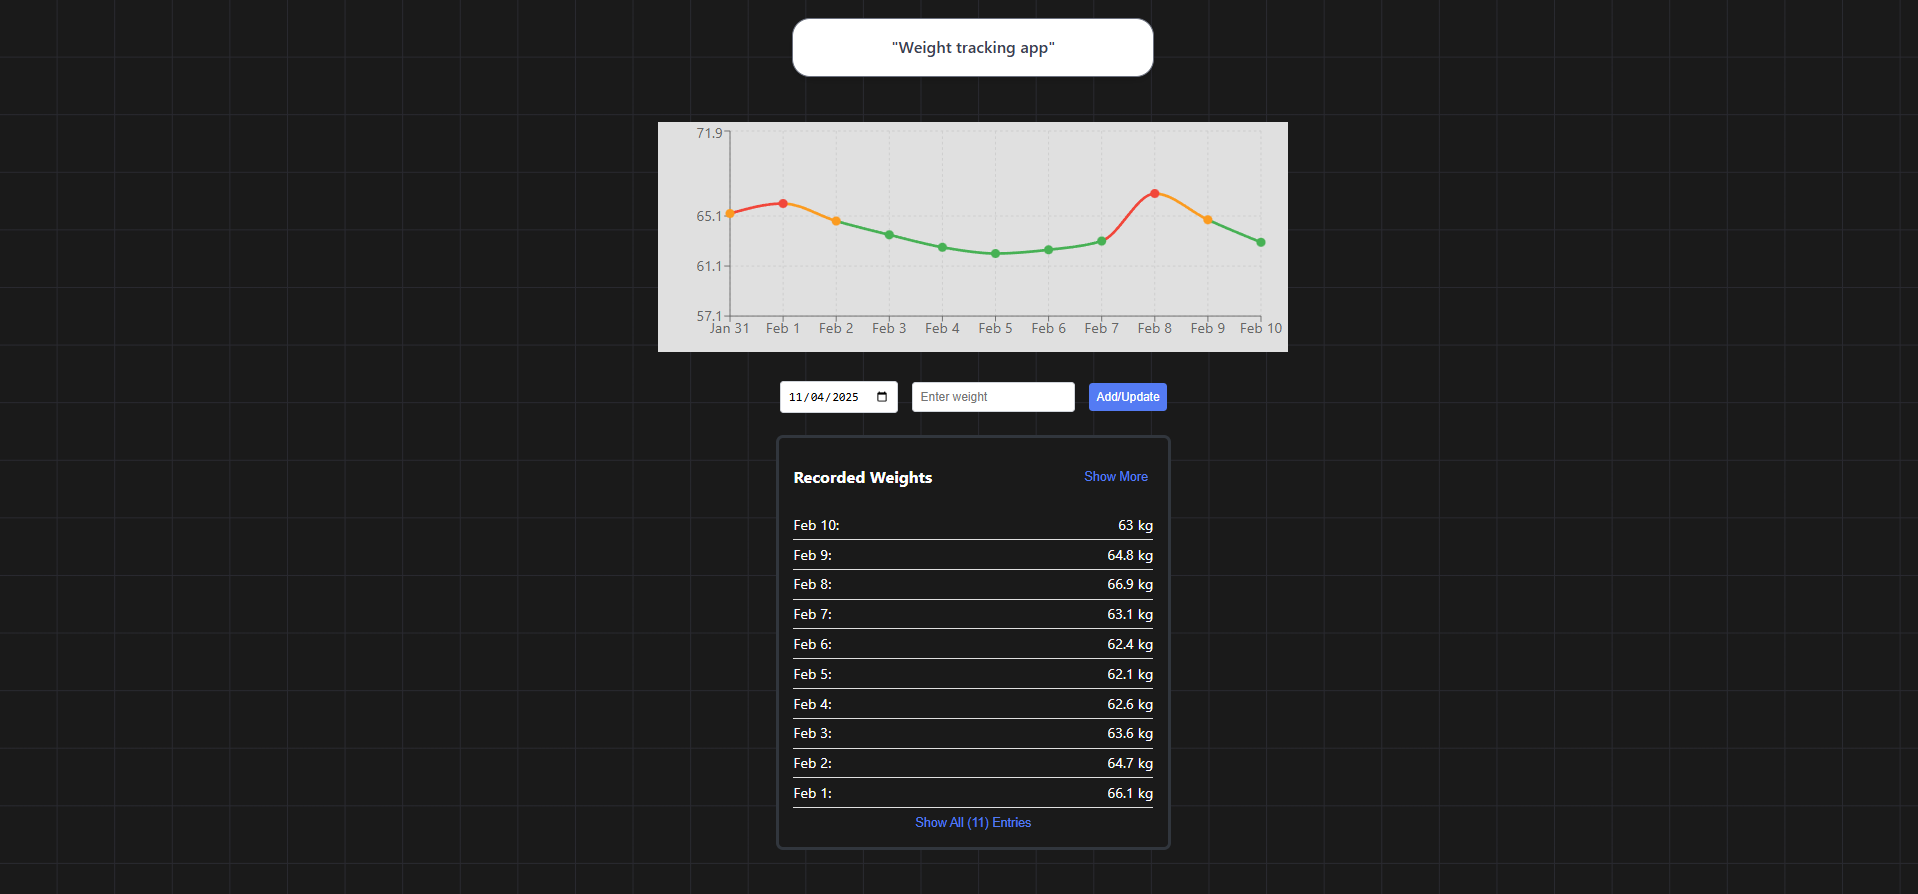 "Weight tracking app"
71.9
65.1
61.1
57.1
Jan 31 Feb 1 Feb 2 Feb 3 Feb 4 Feb 5 Feb 6 Feb 7 Feb 8 Feb 9 Feb 10
11/04/2025 Enter weight Add/Update
Recorded Weights Show More
Feb 10: 63 kg
Feb 9: 64.8 kg
Feb 8: 66.9 kg
Feb 7: 63.1 kg
Feb 6: 62.4 kg
Feb 5: 62.1 kg
Feb 4: 62.6 kg
Feb 3: 63.6 kg
Feb 2: 64.7 kg
Feb 1: 66.1 kg
Show All (11) Entries